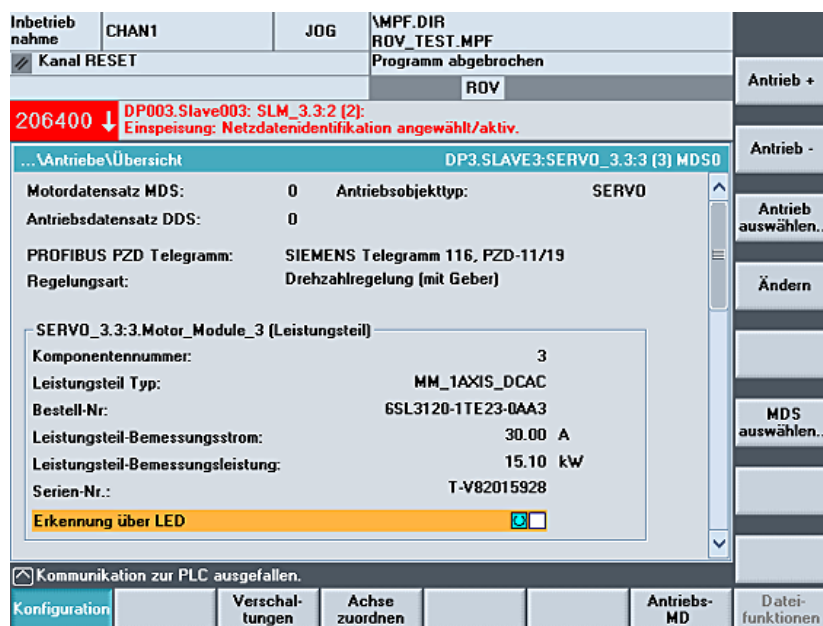 Inbetrieb
nahme
CHAN1
JOG
\MPF.DIR
ROV_TEST.MPF
Kanal RESET
Programm abgebrochen
ROV
206400 ↓
DP003.Slave003: SLM_3.3:2 (2):
Einspeisung: Netzdatenidentifikation angewählt/aktiv.
...\Antriebe\Übersicht
DP3.SLAVE3:SERVO_3.3:3 (3) MDS0
Motordatensatz MDS: 0 Antriebsobjekttyp: SERVO
Antriebsdatensatz DDS: 0
PROFIBUS PZD Telegramm: SIEMENS Telegramm 116, PZD-11/19
Regelungsart: Drehzahlregelung (mit Geber)
SERVO_3.3:3.Motor_Module_3 (Leistungsteil)
Komponentennummer: 3
Leistungsteil Typ: MM_1AXIS_DCAC
Bestell-Nr: 6SL3120-1TE23-0AA3
Leistungsteil-Bemessungsstrom: 30.00 A
Leistungsteil-Bemessungsleistung: 15.10 kW
Serien-Nr.: T-V82015928
Erkennung über LED
Kommunikation zur PLC ausgefallen.
Antrieb +
Antrieb -
Antrieb
auswählen..
Ändern
MDS
auswählen..
Konfiguration
Verschal-
tungen
Achse
zuordnen
Antriebs-
MD
Datei-
funktionen